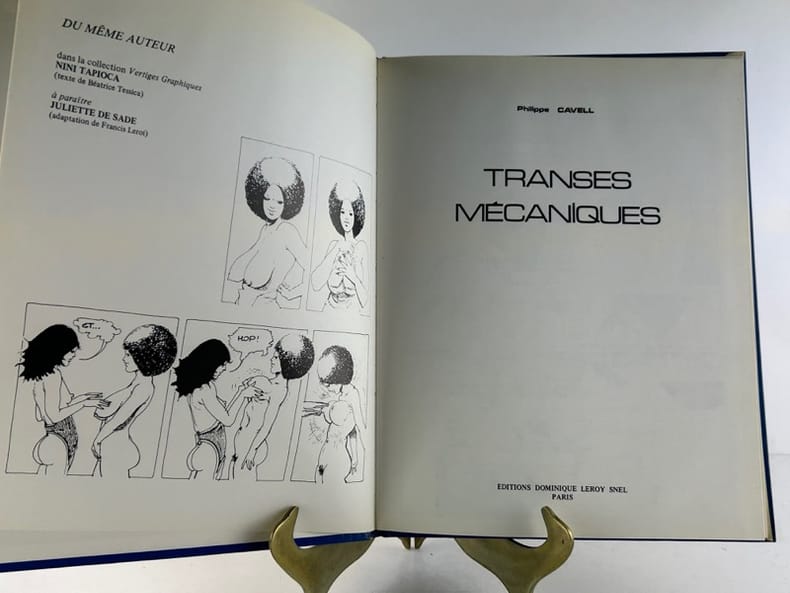 DU MÊME AUTEUR
dans la collection Vertiges Graphiques
NINI TAPIOCA
(texte de Béatrice Tessica)
à paraître
JULIETTE DE SADE
(adaptation de Francis Leroi)
ET...
HOP!
Philippe CAVELL
TRANSES
MÉCANIQUES
EDITIONS DOMINIQUE LEROY SNEL
PARIS